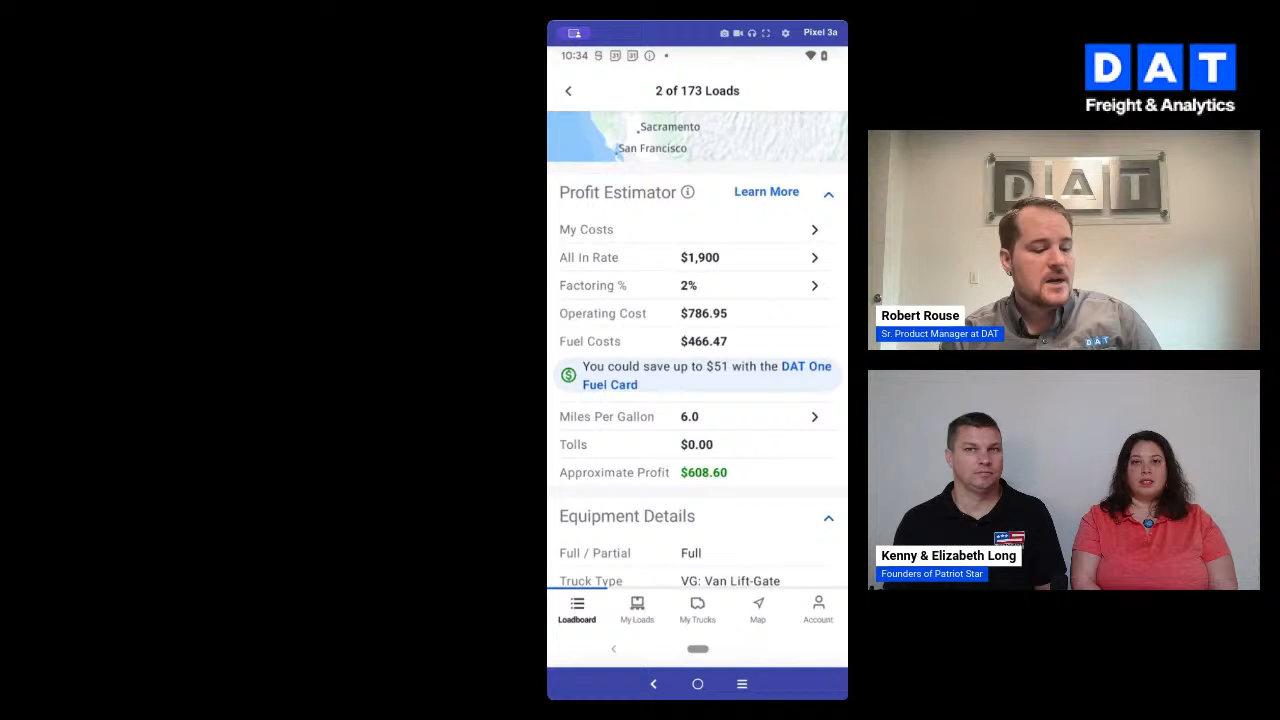 Pixel 3a
10:34
31
31
2 of 173 Loads
Sacramento
San Francisco
Profit Estimator
Learn More
My Costs
All In Rate $1,900
Factoring % 2%
Operating Cost $786.95
Fuel Costs $466.47
You could save up to $51 with the DAT One
Fuel Card
Miles Per Gallon 6.0
Tolls $0.00
Approximate Profit $608.60
Equipment Details
Full / Partial Full
Truck Type VG: Van Lift-Gate
Loadboard My Loads My Trucks Map Account
DAT
Freight & Analytics
DAT
DAT
Robert Rouse
Sr. Product Manager at DAT
Kenny & Elizabeth Long
Founders of Patriot Star